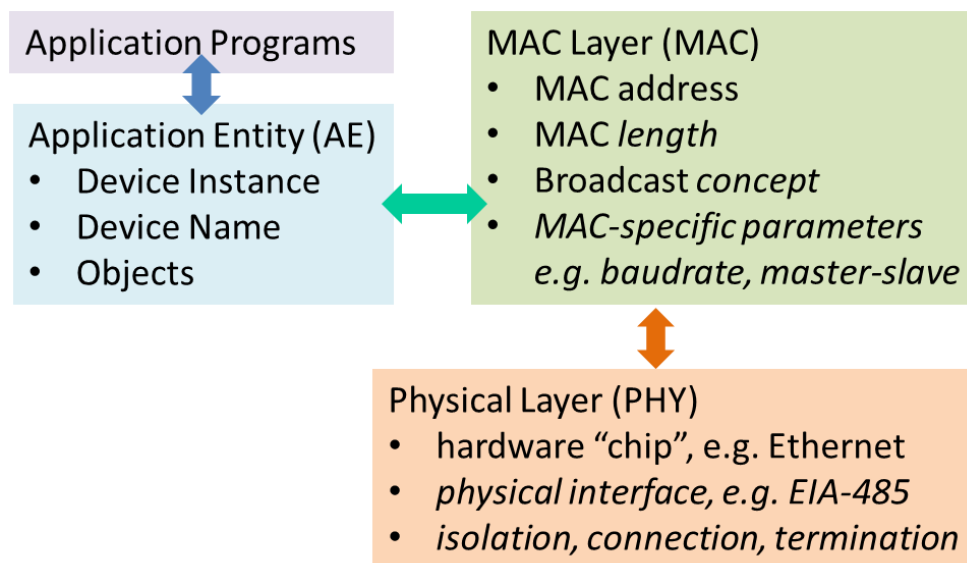 Application Programs
Application Entity (AE)
• Device Instance
• Device Name
• Objects
MAC Layer (MAC)
• MAC address
• MAC length
• Broadcast concept
• MAC-specific parameters
e.g. baudrate, master-slave
Physical Layer (PHY)
• hardware “chip”, e.g. Ethernet
• physical interface, e.g. EIA-485
• isolation, connection, termination